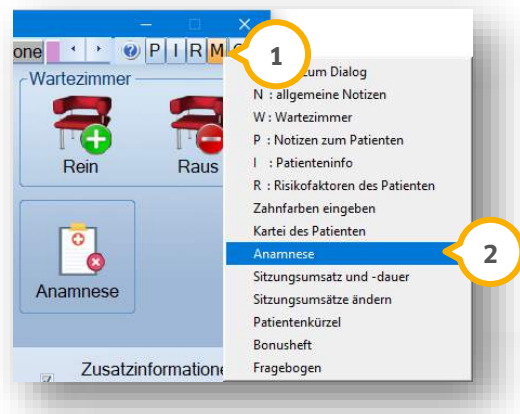 one P I R M
1
Wartezimmer
Rein Raus
Anamnese
Zusatzinformatione
zum Dialog
N : allgemeine Notizen
W : Wartezimmer
P : Notizen zum Patienten
I : Patienteninfo
R : Risikofaktoren des Patienten
Zahnfarben eingeben
Kartei des Patienten
Anamnese
2
Sitzungsumsatz und -dauer
Sitzungsumsätze ändern
Patientenkürzel
Bonusheft
Fragebogen